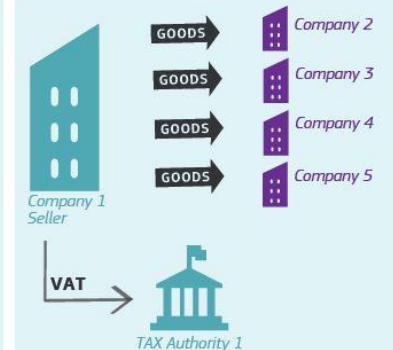 GOODS
Company 2
GOODS
Company 3
GOODS
Company 4
GOODS
Company 5
Company 1
Seller
VAT
TAX Authority 1